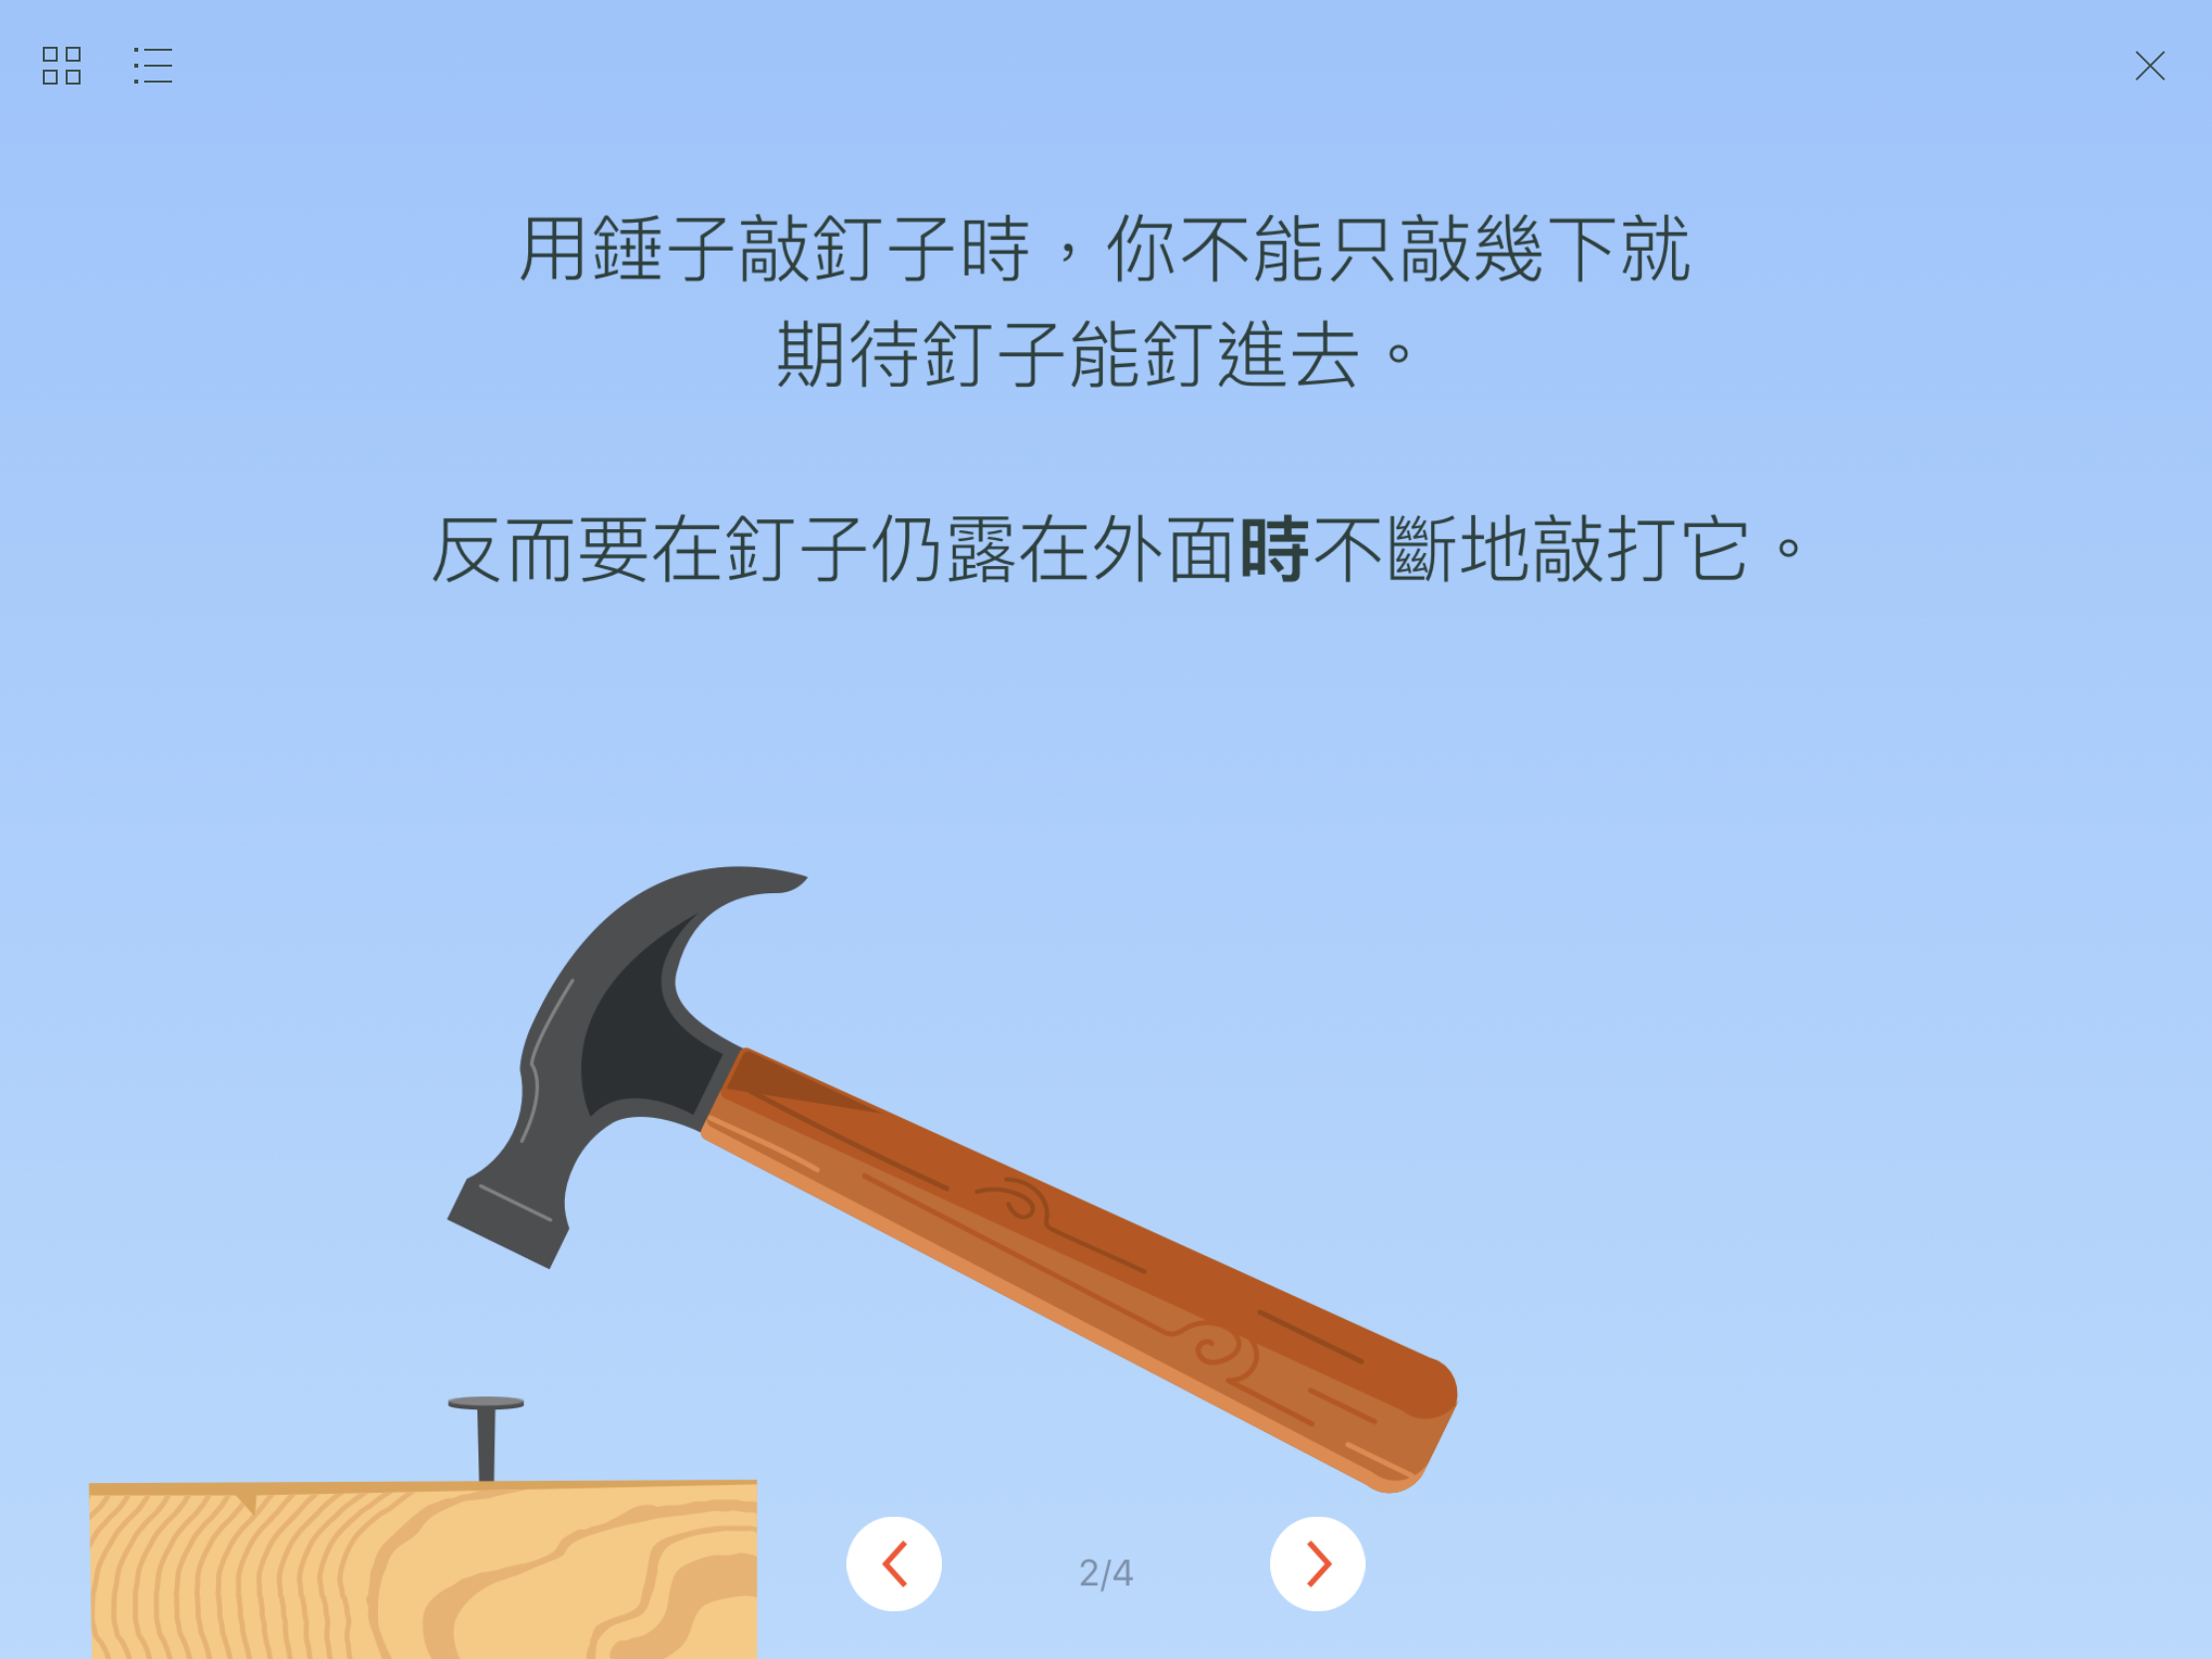 用錘子敲釘子時，你不能只敲幾下就
期待釘子能釘進去。
反而要在釘子仍露在外面時不斷地敲打它。
2/4